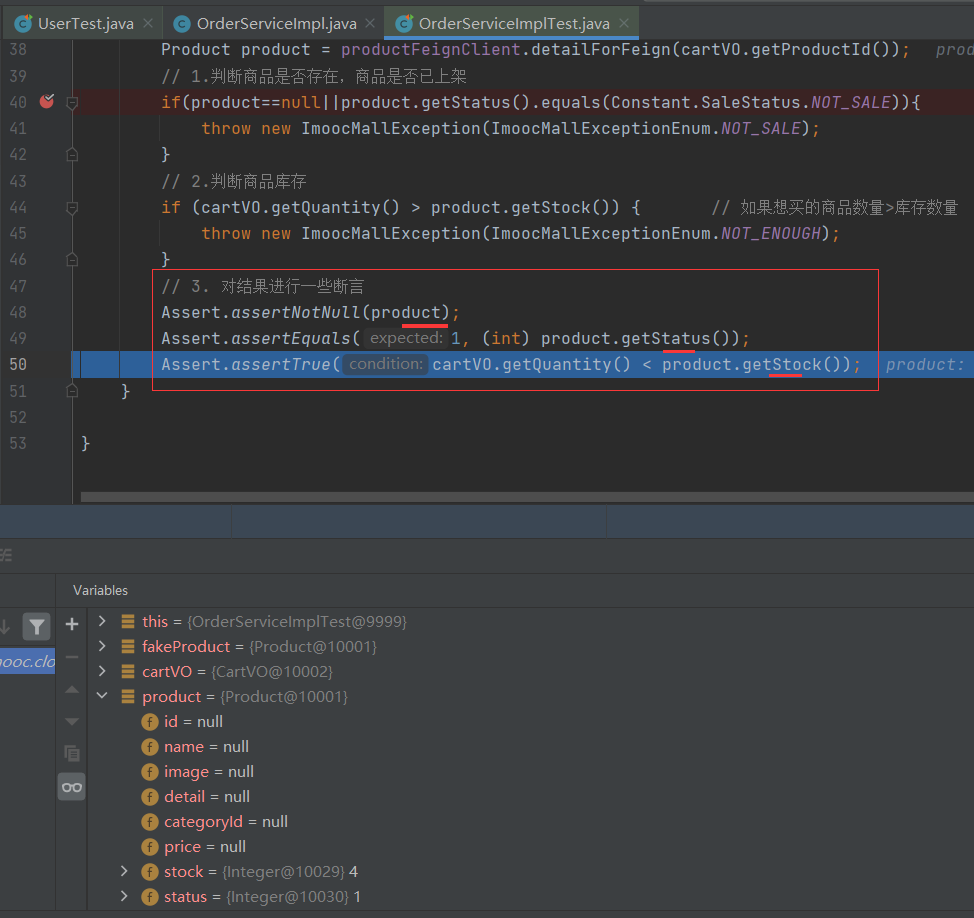 UserTest.java × OrderServiceImpl.java × OrderServiceImplTest.java ×
38 Product product = productFeignClient.detailForFeign(cartVO.getProductId()); prod
39 // 1.判断商品是否存在，商品是否已上架
40 if(product==null||product.getStatus().equals(Constant.SaleStatus.NOT_SALE)){
41 throw new ImoocMallException(ImoocMallExceptionEnum.NOT_SALE);
42 }
43 // 2.判断商品库存
44 if (cartVO.getQuantity() > product.getStock()) { // 如果想买的商品数量>库存数量
45 throw new ImoocMallException(ImoocMallExceptionEnum.NOT_ENOUGH);
46 }
47 // 3. 对结果进行一些断言
48 Assert.assertNotNull(product);
49 Assert.assertEquals( expected: 1, (int) product.getStatus());
50 Assert.assertTrue( condition: cartVO.getQuantity() < product.getStock()); product:
51 }
52
53 }
Variables
this = {OrderServiceImplTest@9999}
fakeProduct = {Product@10001}
ooc.clo
cartVO = {CartVO@10002}
product = {Product@10001}
f id = null
f name = null
f image = null
f detail = null
f categoryId = null
f price = null
f stock = {Integer@10029} 4
f status = {Integer@10030} 1